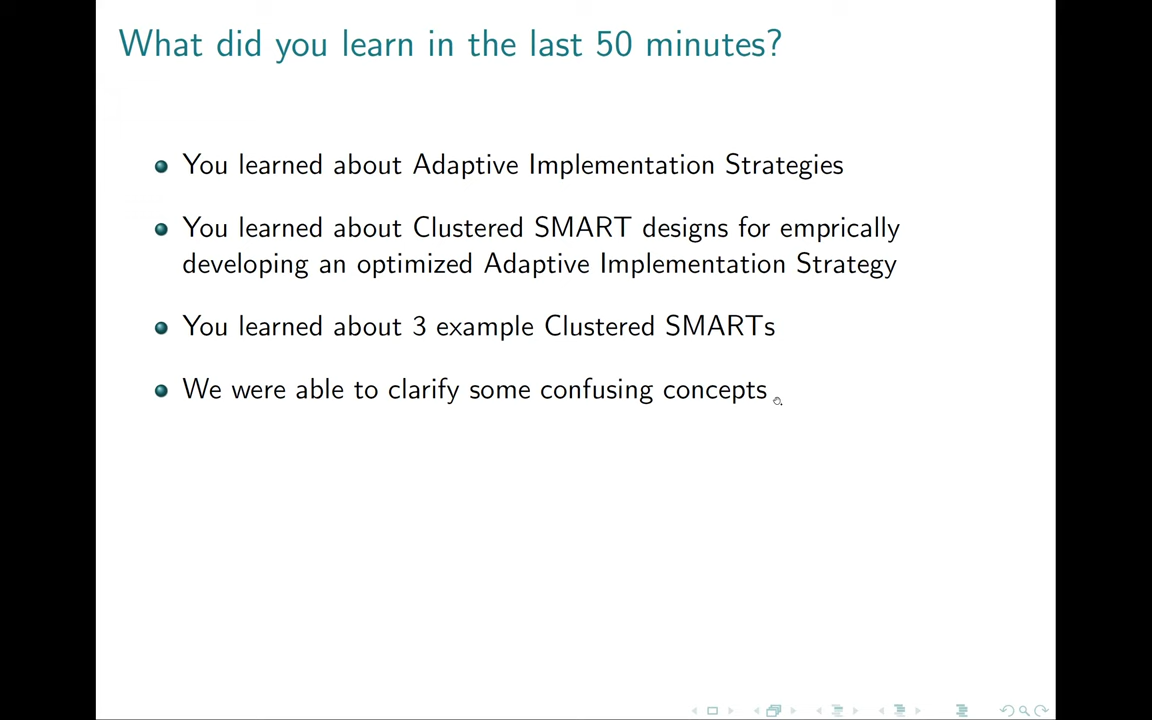 What did you learn in the last 50 minutes?
You learned about Adaptive Implementation Strategies
You learned about Clustered SMART designs for emprically
developing an optimized Adaptive Implementation Strategy
You learned about 3 example Clustered SMARTs
We were able to clarify some confusing concepts